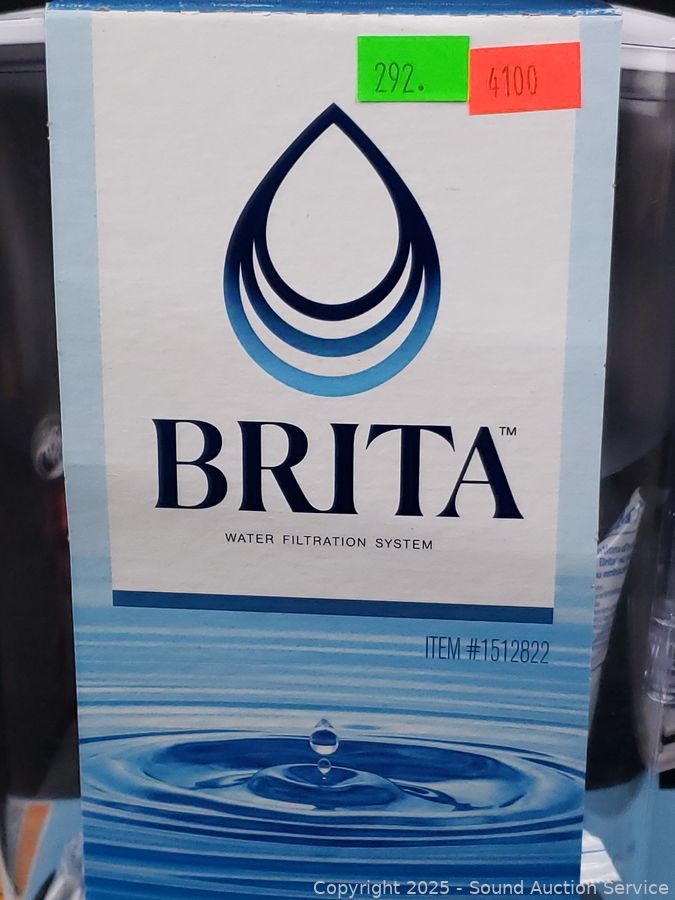 292.
4100
BRITA™
WATER FILTRATION SYSTEM
ITEM #1512822
Copyright 2025 - Sound Auction Service